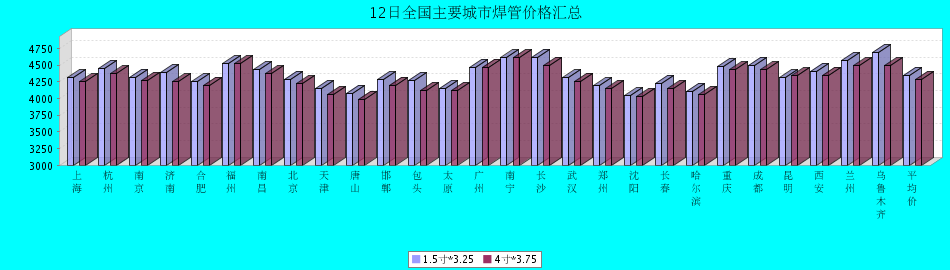 12日全国主要城市焊管价格汇总
4750
4500
4250
4000
3750
3500
3250
3000
上海 杭州 南京 济南 合肥 福州 南昌 北京 天津 唐山 邯郸 包头 太原 广州 南宁 长沙 武汉 郑州 沈阳 长春 哈尔滨 重庆 成都 昆明 西安 兰州 乌鲁木齐 平均价
1.5寸*3.25 4寸*3.75